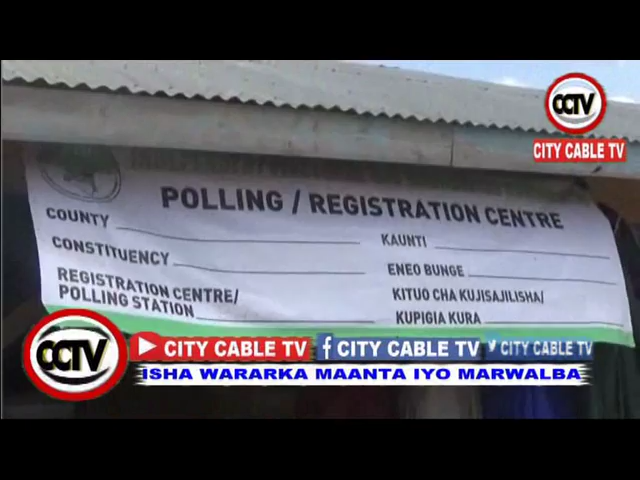 CCTV
CITY CABLE TV
POLLING / REGISTRATION CENTRE
COUNTY
KAUNTI
CONSTITUENCY
ENEO BUNGE
REGISTRATION CENTRE/
POLLING STATION
KITUO CHA KUJISAJILISHA/
KUPIGIA KURA
CCTV
CITY CABLE TV
f CITY CABLE TV
CITY CABLE TV
ISHA WARARKA MAANTA IYO MARWALBA